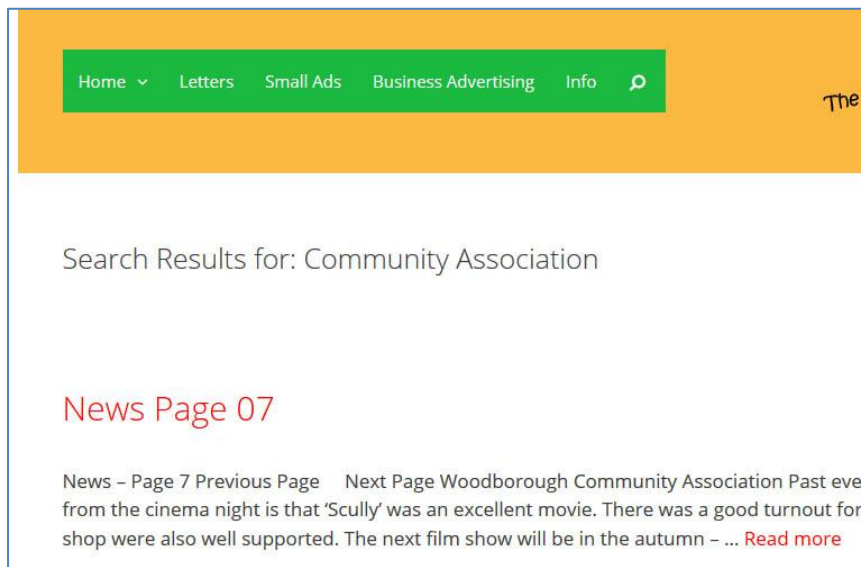 Home Letters Small Ads Business Advertising Info
The
Search Results for: Community Association
News Page 07
News – Page 7 Previous Page Next Page Woodborough Community Association Past eve
from the cinema night is that ‘Scully’ was an excellent movie. There was a good turnout for
shop were also well supported. The next film show will be in the autumn – ... Read more